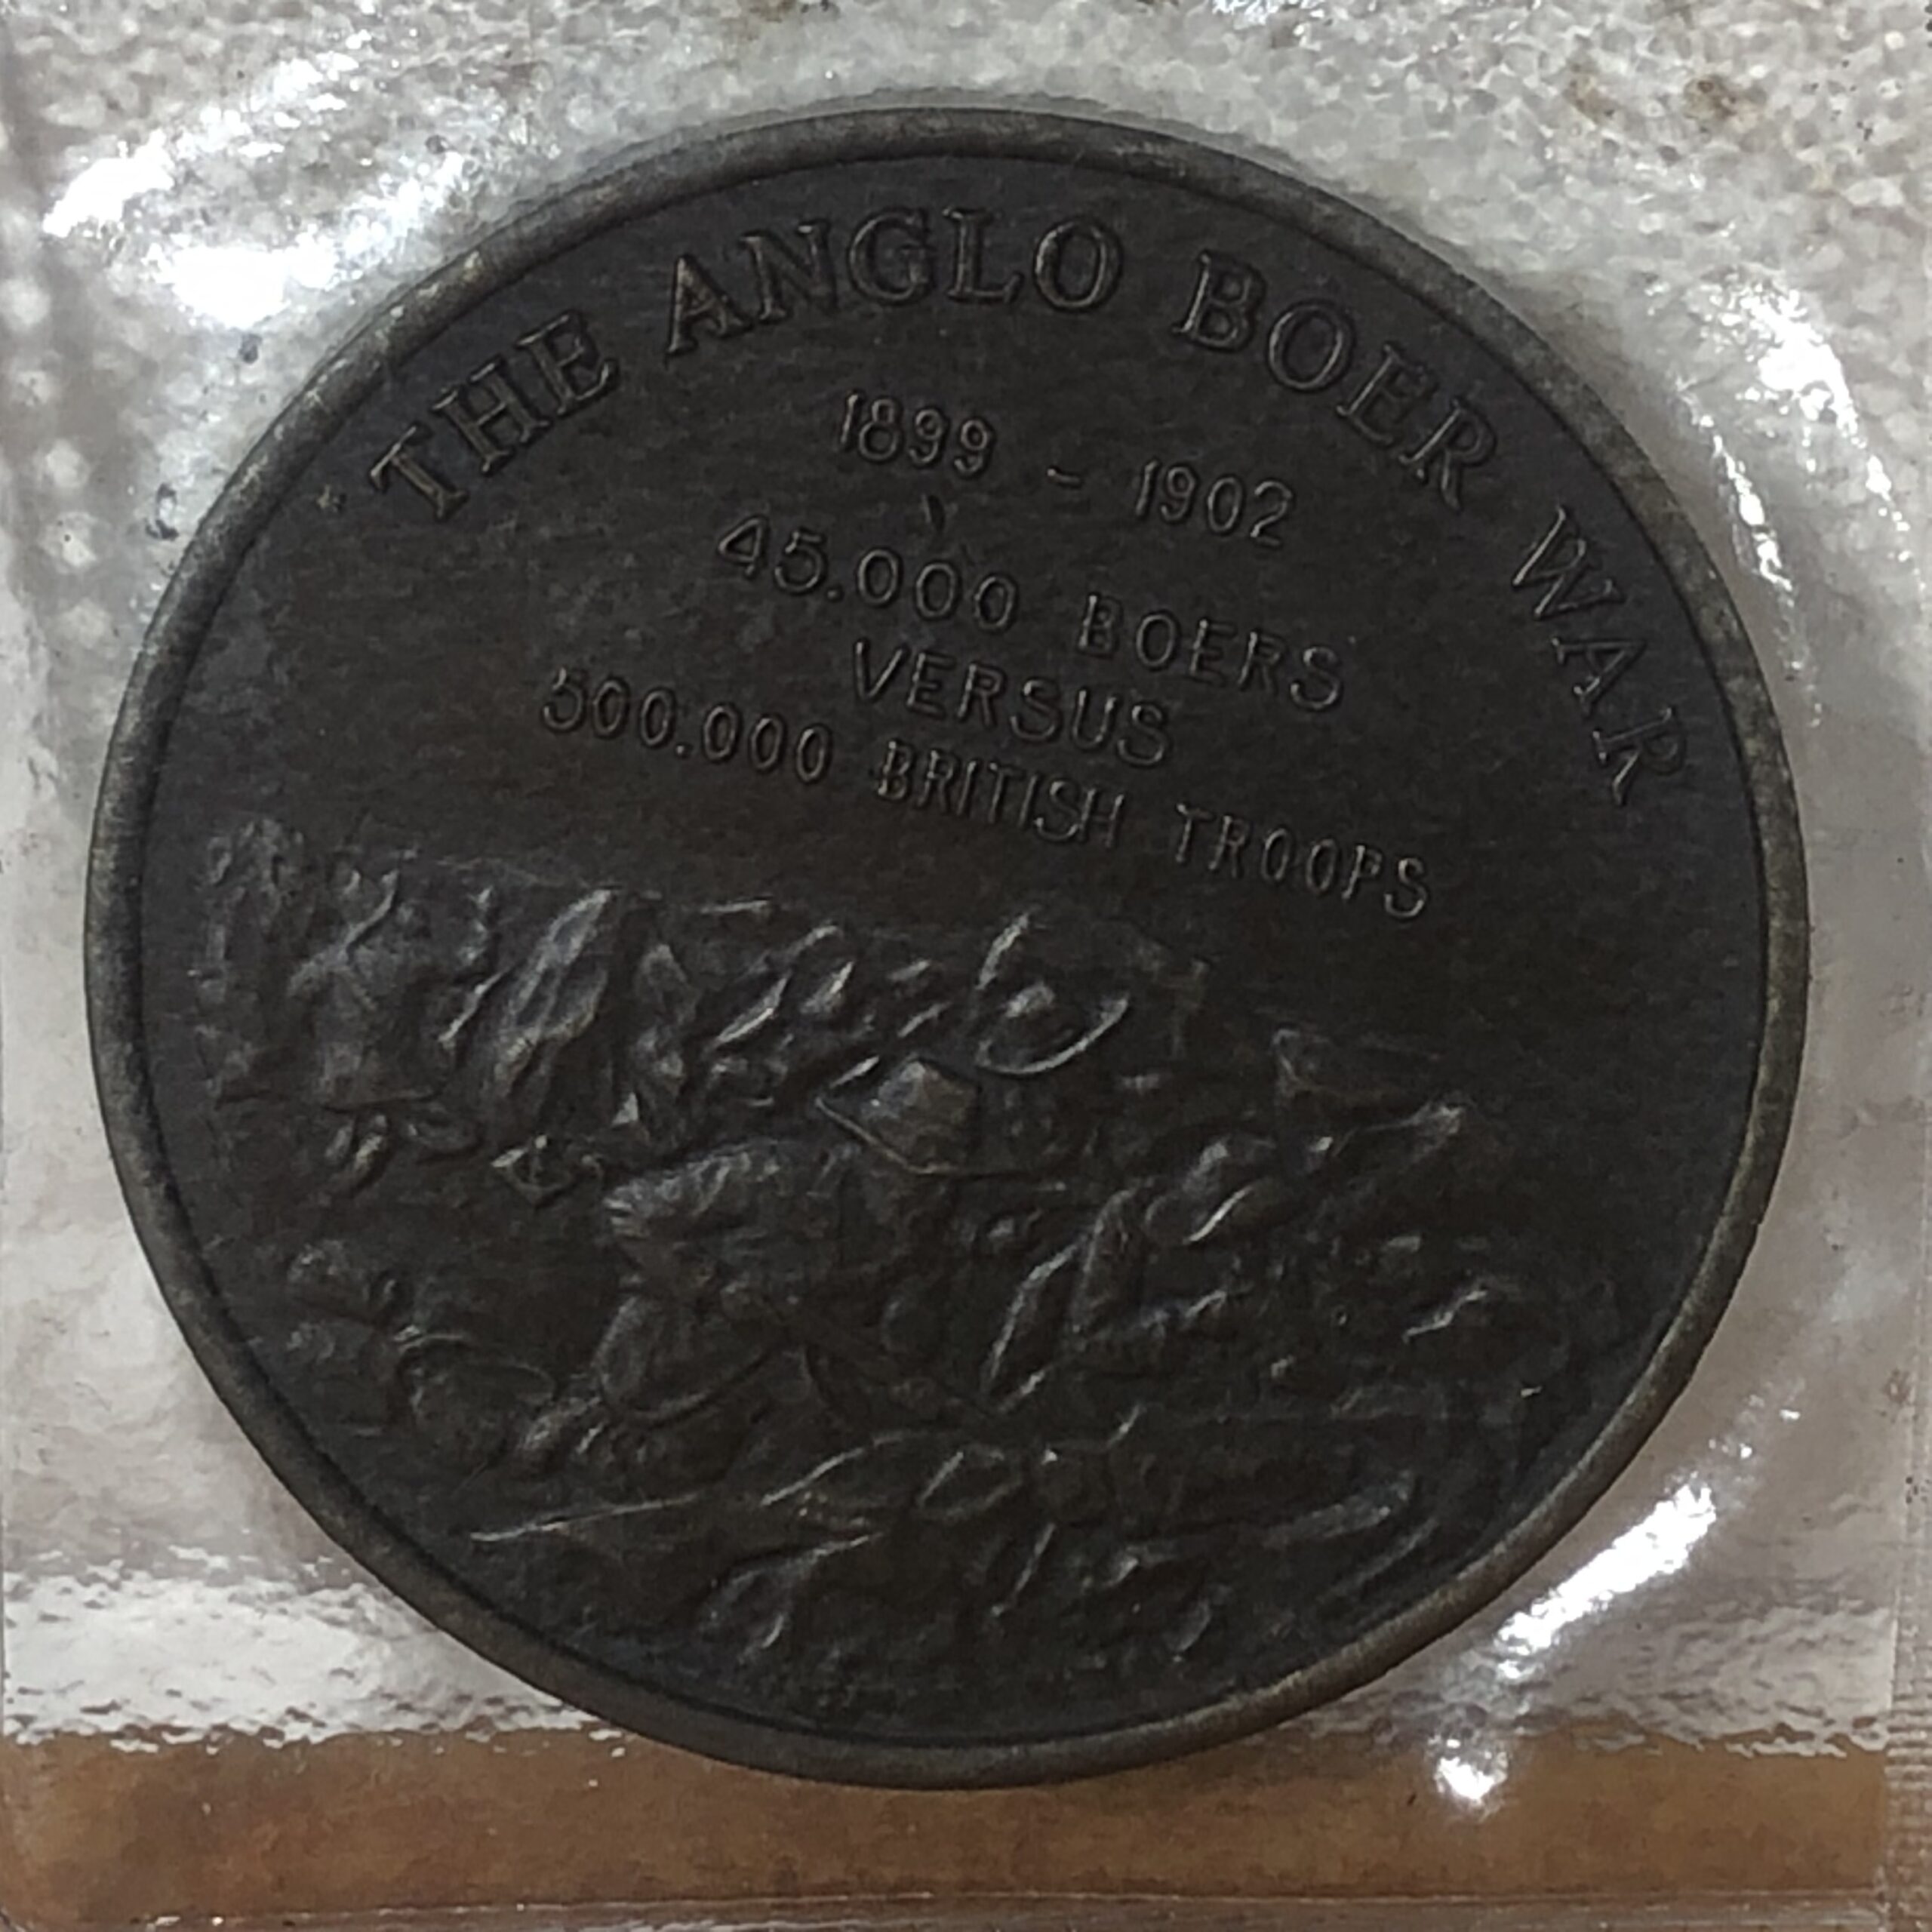 THE ANGLO BOER WAR
1899 - 1902
45.000 BOERS
VERSUS
500.000 BRITISH TROOPS